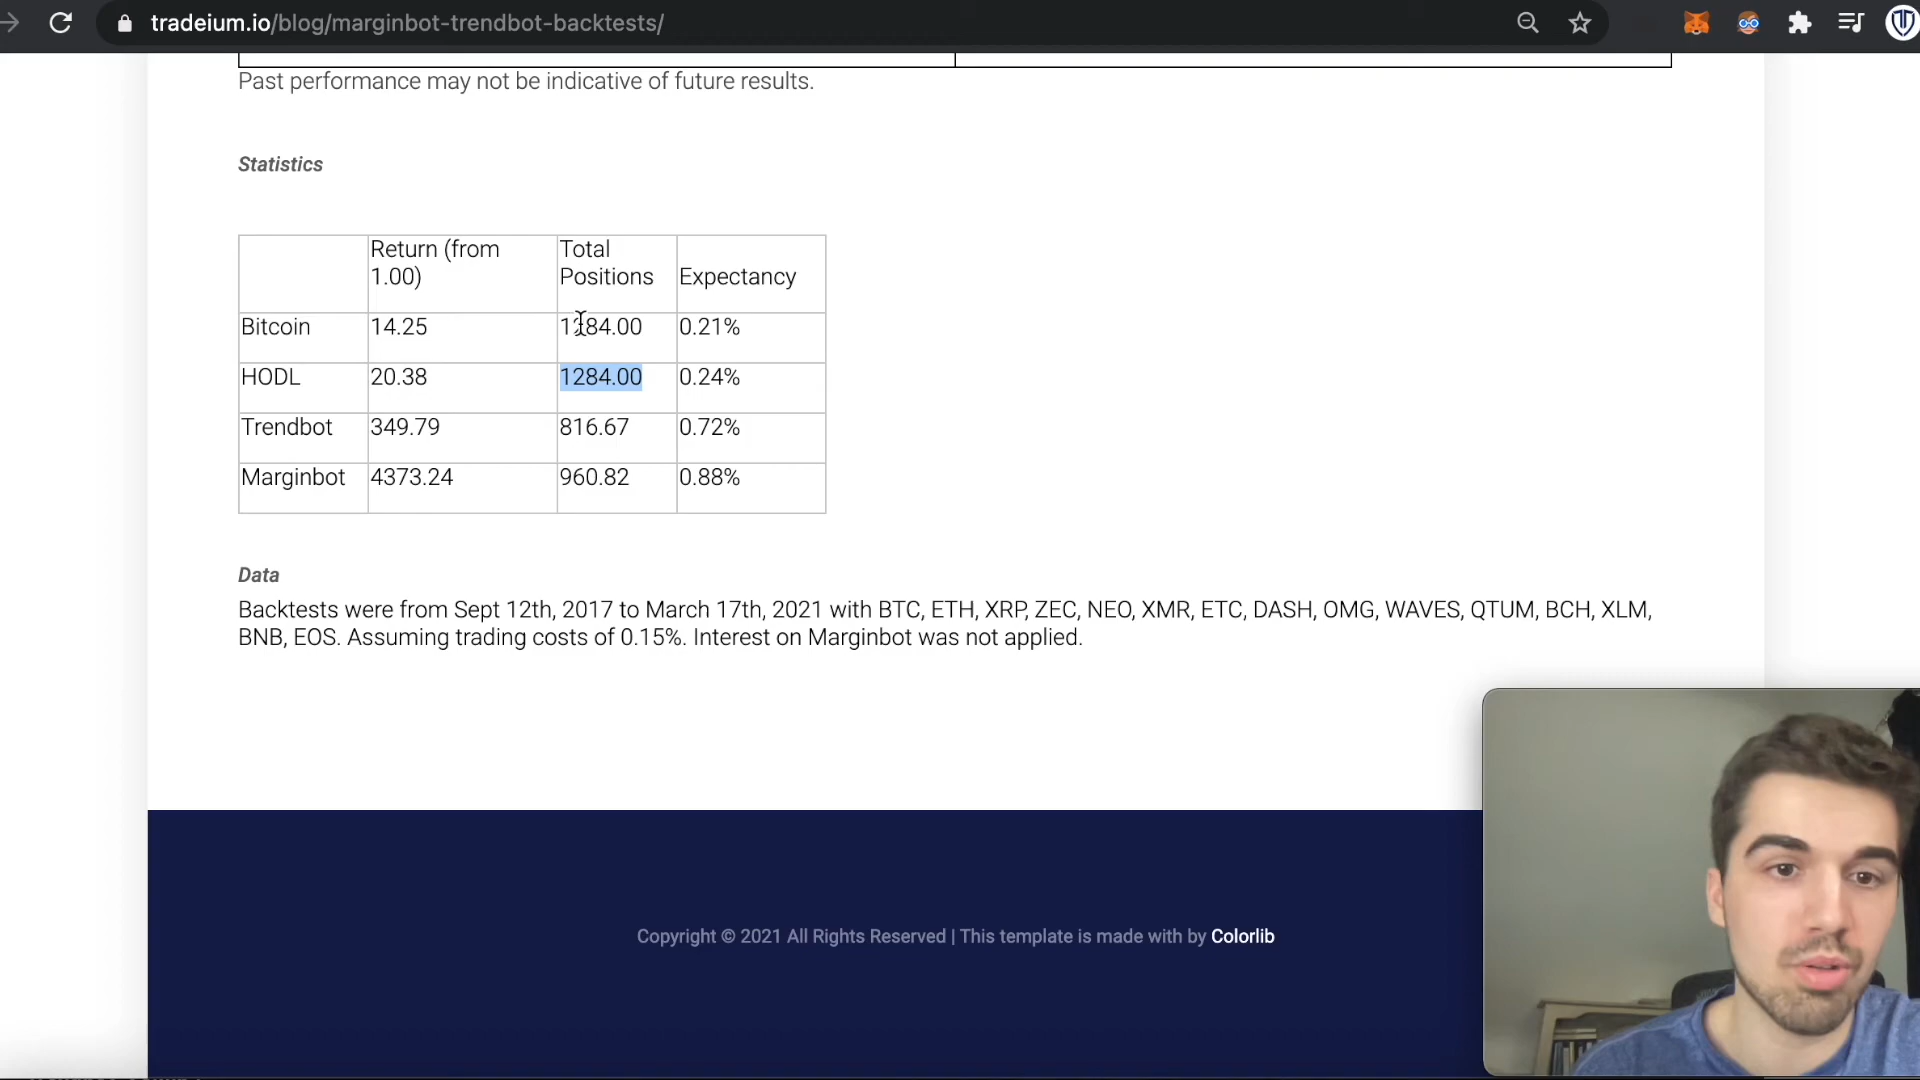 tradeium.io/blog/marginbot-trendbot-backtests/
Past performance may not be indicative of future results.
Statistics
Return (from 1.00) Total Positions Expectancy
Bitcoin 14.25 1284.00 0.21%
HODL 20.38 1284.00 0.24%
Trendbot 349.79 816.67 0.72%
Marginbot 4373.24 960.82 0.88%
Data
Backtests were from Sept 12th, 2017 to March 17th, 2021 with BTC, ETH, XRP, ZEC, NEO, XMR, ETC, DASH, OMG, WAVES, QTUM, BCH, XLM,
BNB, EOS. Assuming trading costs of 0.15%. Interest on Marginbot was not applied.
Copyright © 2021 All Rights Reserved | This template is made with by Colorlib